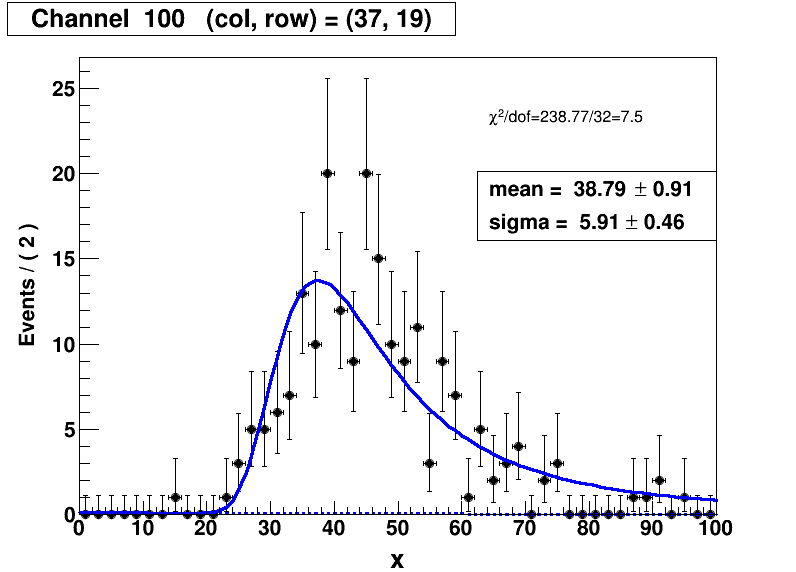 Channel  100   (col, row) = (37, 19)
χ²/dof=238.77/32=7.5
mean =  38.79 ± 0.91
sigma =  5.91 ± 0.46
Events / ( 2 )
25
20
15
10
5
0
0 10 20 30 40 50 60 70 80 90 100
x